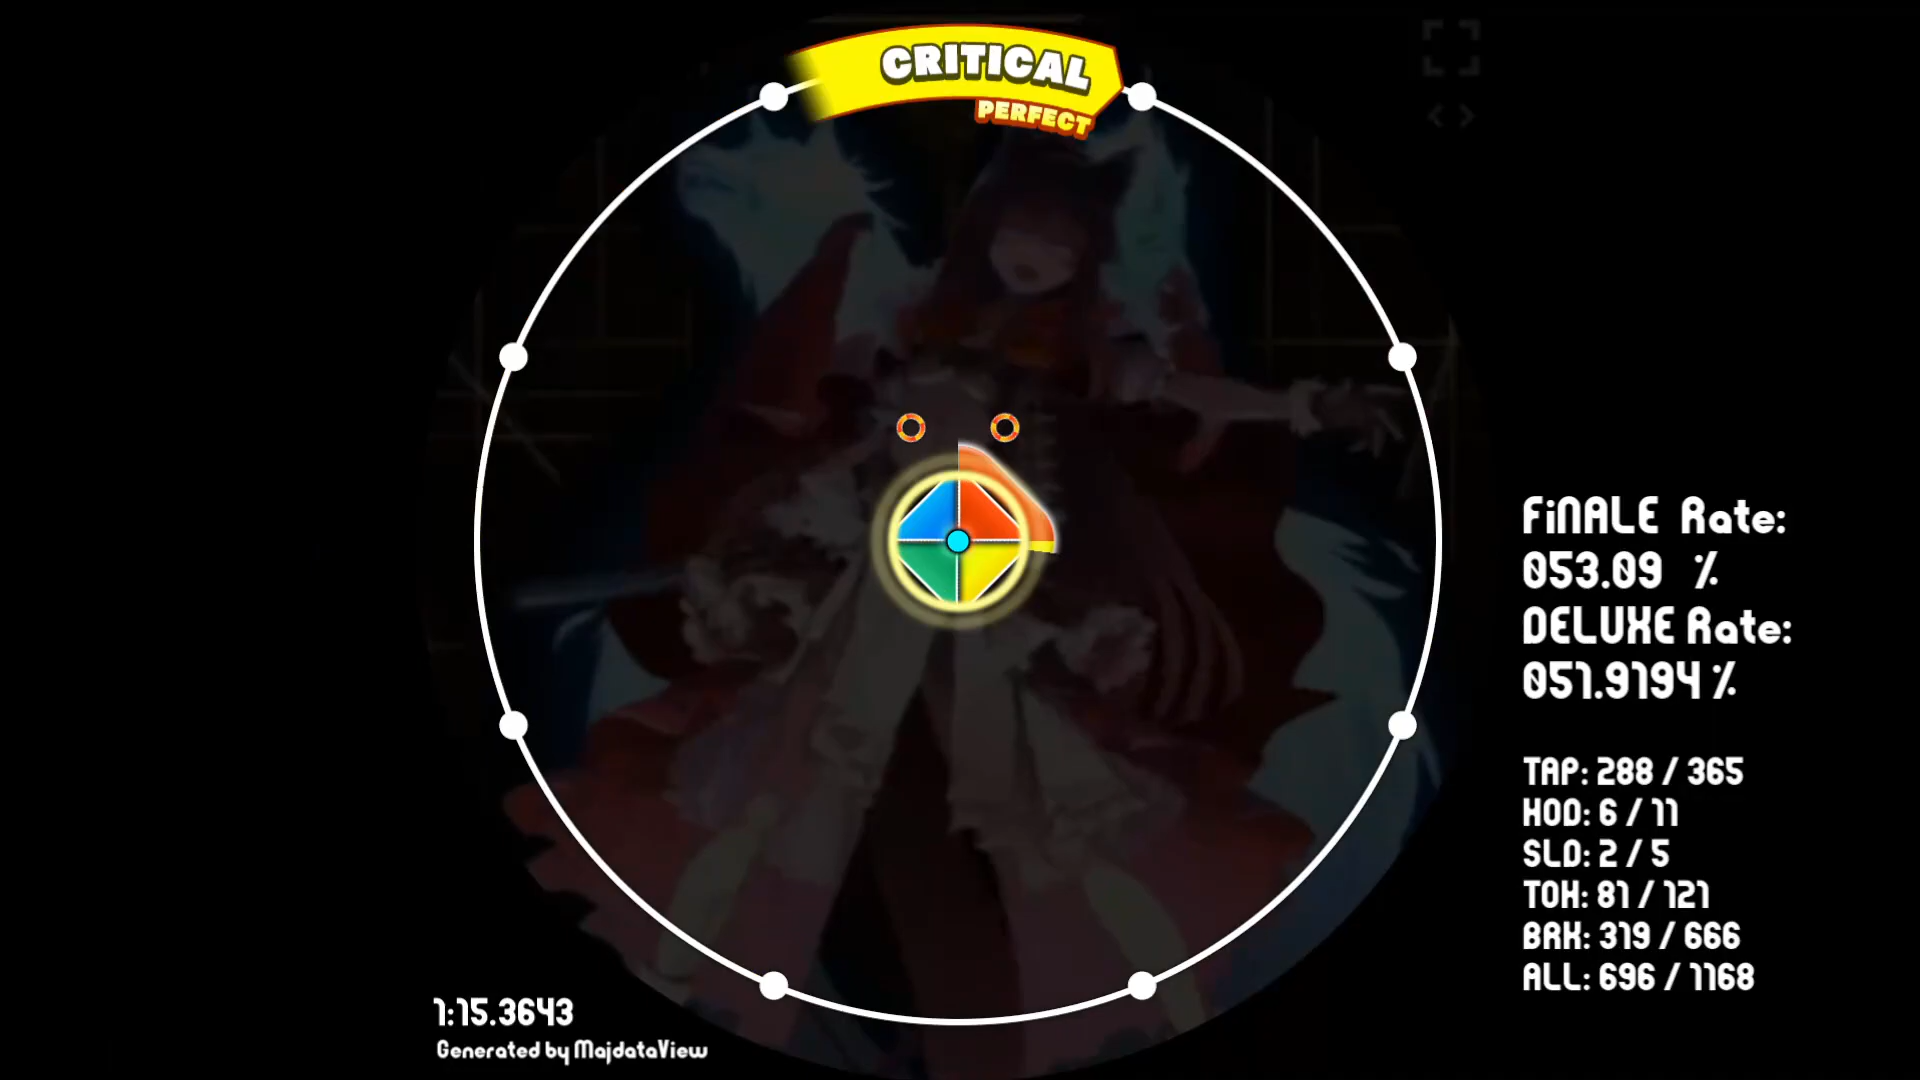 CRITICAL
PERFECT
FiNALE Rate:
053.09 %
DELUXE Rate:
051.9194 %
TAP: 288 / 365
HOD: 6 / 11
SLD: 2 / 5
TOH: 81 / 121
BRK: 319 / 666
ALL: 696 / 1168
1:15.3643
Generated by MajdataView